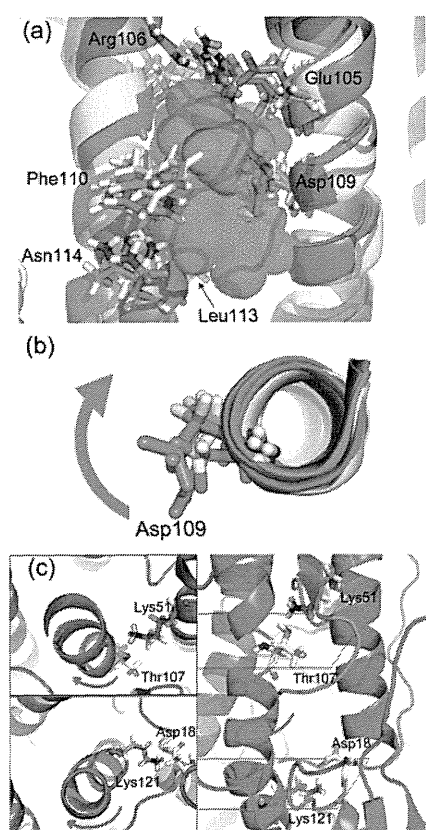 (a)
Arg106
Glu105
Phe110
Asp109
Asn114
Leu113
(b)
Asp109
(c)
Lys51
Thr107
Asp18
Lys121
Lys51
Thr107
Asp18
Lys121